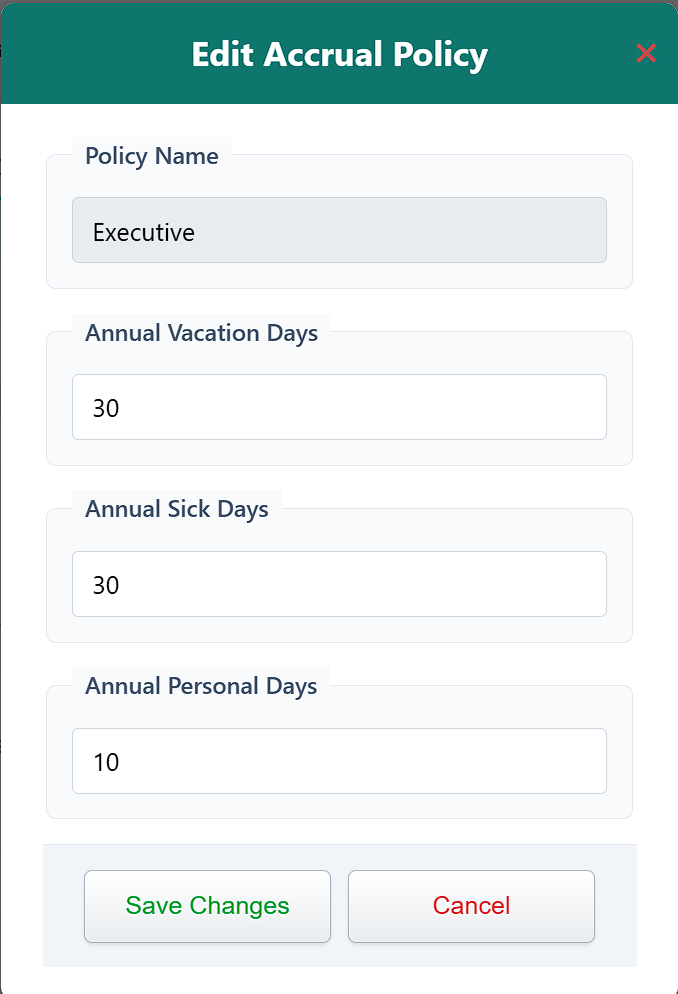 Edit Accrual Policy
Policy Name
Executive
Annual Vacation Days
30
Annual Sick Days
30
Annual Personal Days
10
Save Changes
Cancel